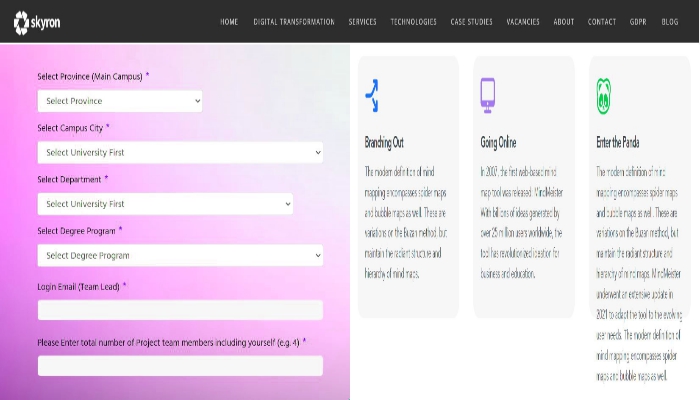 skyron
HOME DIGITAL TRANSFORMATION SERVICES TECHNOLOGIES CASE STUDIES VACANCIES ABOUT CONTACT GDPR BLOG
Select Province (Main Campus) *
Select Province
Select Campus City *
Select University First
Select Department *
Select University First
Select Degree Program *
Select Degree Program
Login Email (Team Lead) *
Please Enter total number of Project team members including yourself (e.g. 4) *
Branching Out
The modern definition of mind
mapping encompasses spider maps
and bubble maps as well. These are
variations on the Buzan method, but
maintain the radiant structure and
hierarchy of mind maps.
Going Online
In 2007, the first web-based mind
map tool was released: MindMeister.
With billions of ideas generated by
over 25 million users worldwide, the
tool has revolutionized ideation for
business and education.
Enter the Panda
The modern definition of mind
mapping encompasses spider maps
and bubble maps as well. These are
variations on the Buzan method, but
maintain the radiant structure and
hierarchy of mind maps. MindMeister
underwent an extensive update in
2021 to adapt the tool to the evolving
user needs. The modern definition of
mind mapping encompasses spider
maps and bubble maps as well.